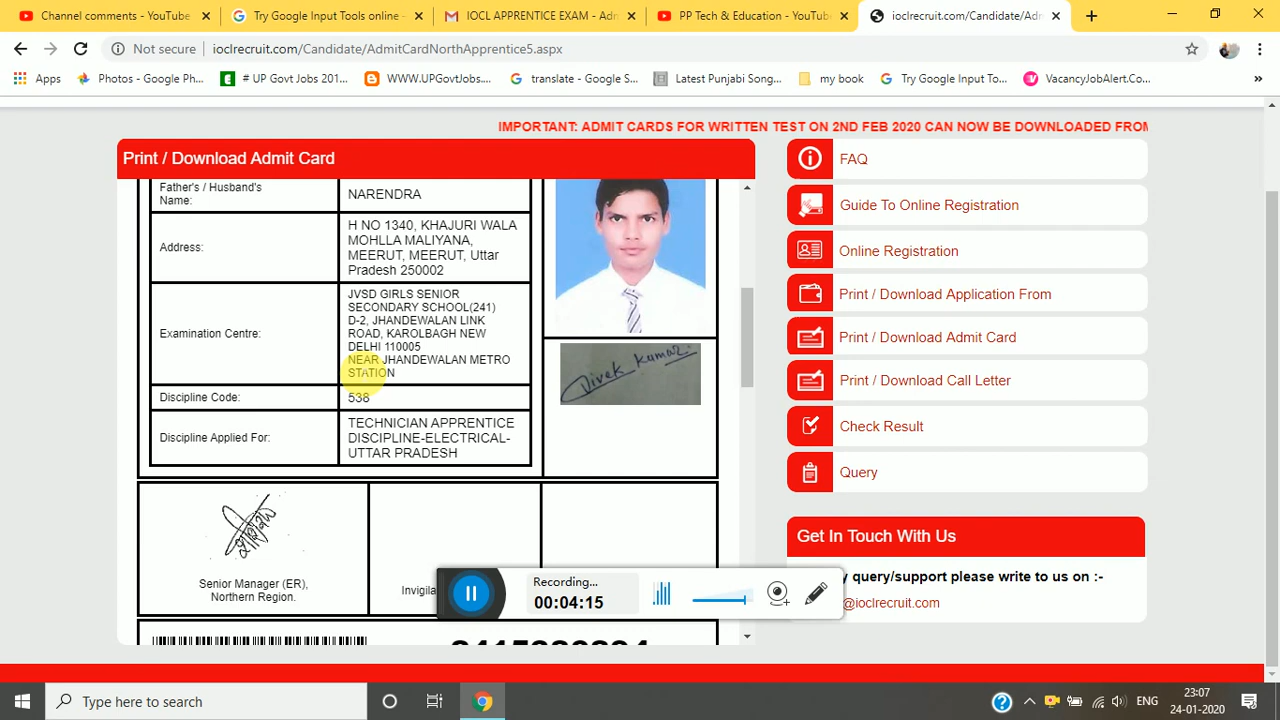 Channel comments - YouTube
Try Google Input Tools online -
IOCL APPRENTICE EXAM - Adm
PP Tech & Education - YouTube
ioclrecruit.com/Candidate/Adm
Not secure
ioclrecruit.com/Candidate/AdmitCardNorthApprentice5.aspx
Apps
Photos - Google Ph...
# UP Govt Jobs 201...
WWW.UPGovtJobs....
translate - Google S...
Latest Punjabi Song...
my book
Try Google Input To...
VacancyJobAlert.Co...
IMPORTANT: ADMIT CARDS FOR WRITTEN TEST ON 2ND FEB 2020 CAN NOW BE DOWNLOADED FROM
Print / Download Admit Card
Father's / Husband's
Name:
NARENDRA
Address:
H NO 1340, KHAJURI WALA
MOHLLA MALIYANA,
MEERUT, MEERUT, Uttar
Pradesh 250002
Examination Centre:
JVSD GIRLS SENIOR
SECONDARY SCHOOL(241)
D-2, JHANDEWALAN LINK
ROAD, KAROLBAGH NEW
DELHI 110005
NEAR JHANDEWALAN METRO
STATION
Discipline Code:
538
Discipline Applied For:
TECHNICIAN APPRENTICE
DISCIPLINE-ELECTRICAL-
UTTAR PRADESH
Kumar
Senior Manager (ER),
Northern Region.
Invigila
FAQ
Guide To Online Registration
Online Registration
Print / Download Application From
Print / Download Admit Card
Print / Download Call Letter
Check Result
Query
Get In Touch With Us
y query/support please write to us on :-
@ioclrecruit.com
Recording...
00:04:15
Type here to search
ENG
23:07
24-01-2020